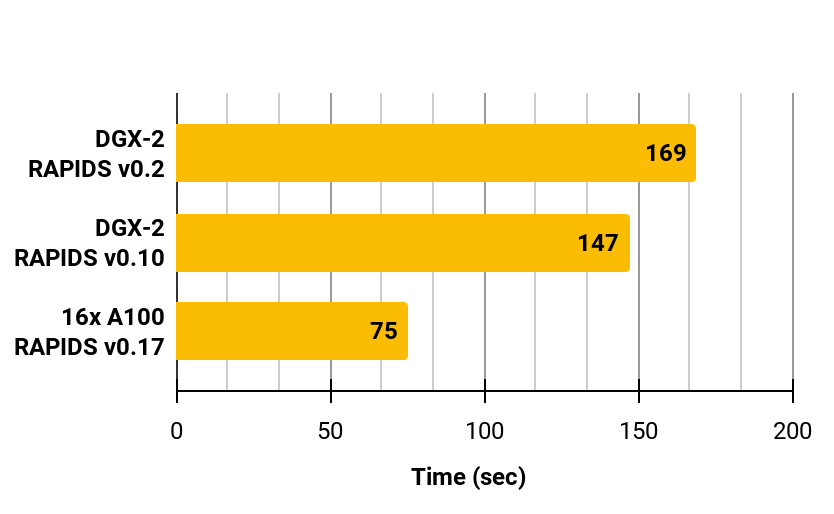 DGX-2
RAPIDS v0.2
169
DGX-2
RAPIDS v0.10
147
16x A100
RAPIDS v0.17
75
0 50 100 150 200
Time (sec)